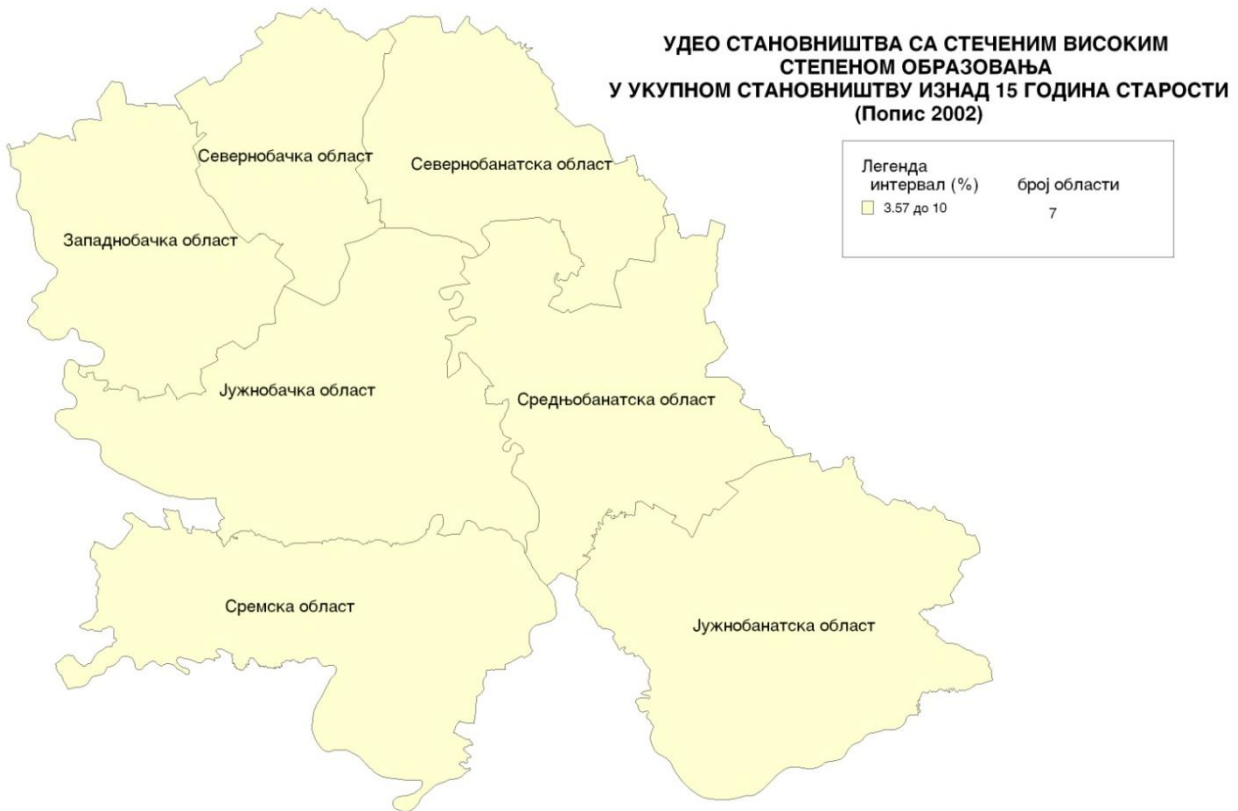 УДЕО СТАНОВНИШТВА СА СТЕЧЕНИМ ВИСОКИМ
СТЕПЕНОМ ОБРАЗОВАЊА
У УКУПНОМ СТАНОВНИШТВУ ИЗНАД 15 ГОДИНА СТАРОСТИ
(Попис 2002)
Легенда
интервал (%) број области
3.57 до 10 7
Севернобачка област
Севернобанатска област
Западнобачка област
Јужнобачка област
Средњобанатска област
Сремска област
Јужнобанатска област